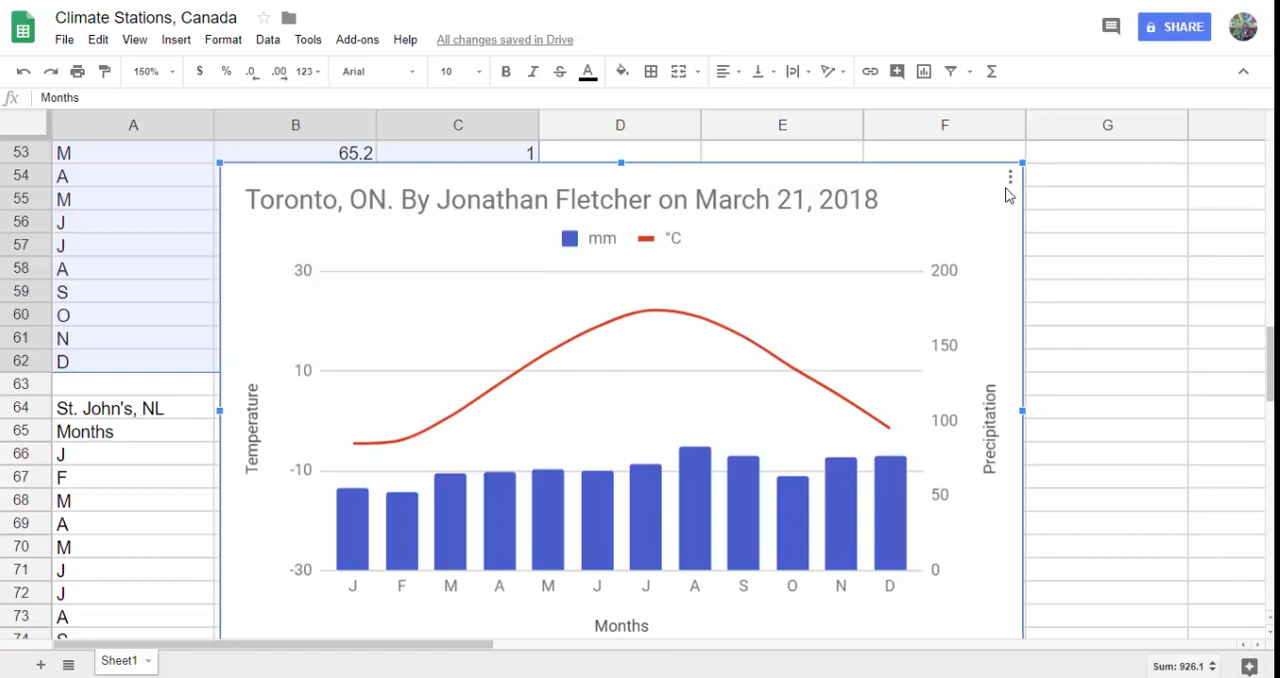 Climate Stations, Canada
File Edit View Insert Format Data Tools Add-ons Help All changes saved in Drive
SHARE
150% $ % .0 .00 123 Arial 10 B I S A
fx Months
A B C D E F G
53 M 65.2 1
54 A
55 M
56 J
57 J
58 A
59 S
60 O
61 N
62 D
63
64 St. John's, NL
65 Months
66 J
67 F
68 M
69 A
70 M
71 J
72 J
73 A
74 S
Toronto, ON. By Jonathan Fletcher on March 21, 2018
mm °C
30 200
150
10
100
-10
50
-30 0
Temperature
Precipitation
J F M A M J J A S O N D
Months
Sheet1
Sum: 926.1